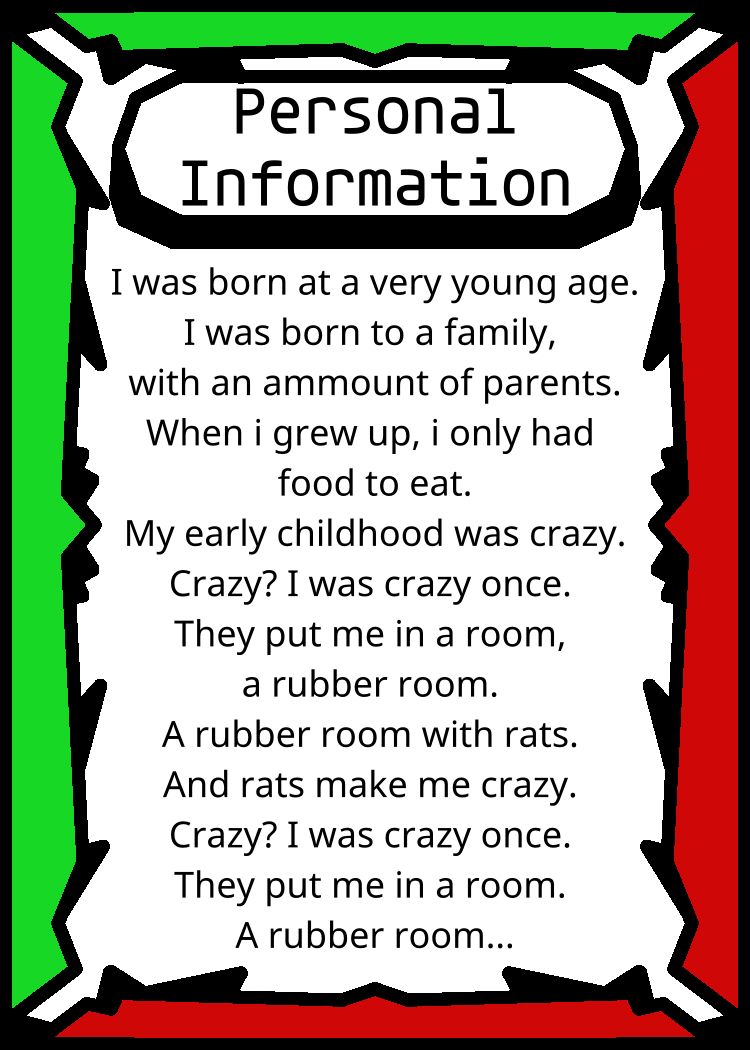 Personal
Information
I was born at a very young age.
I was born to a family,
with an ammount of parents.
When i grew up, i only had
food to eat.
My early childhood was crazy.
Crazy? I was crazy once.
They put me in a room,
a rubber room.
A rubber room with rats.
And rats make me crazy.
Crazy? I was crazy once.
They put me in a room.
A rubber room...